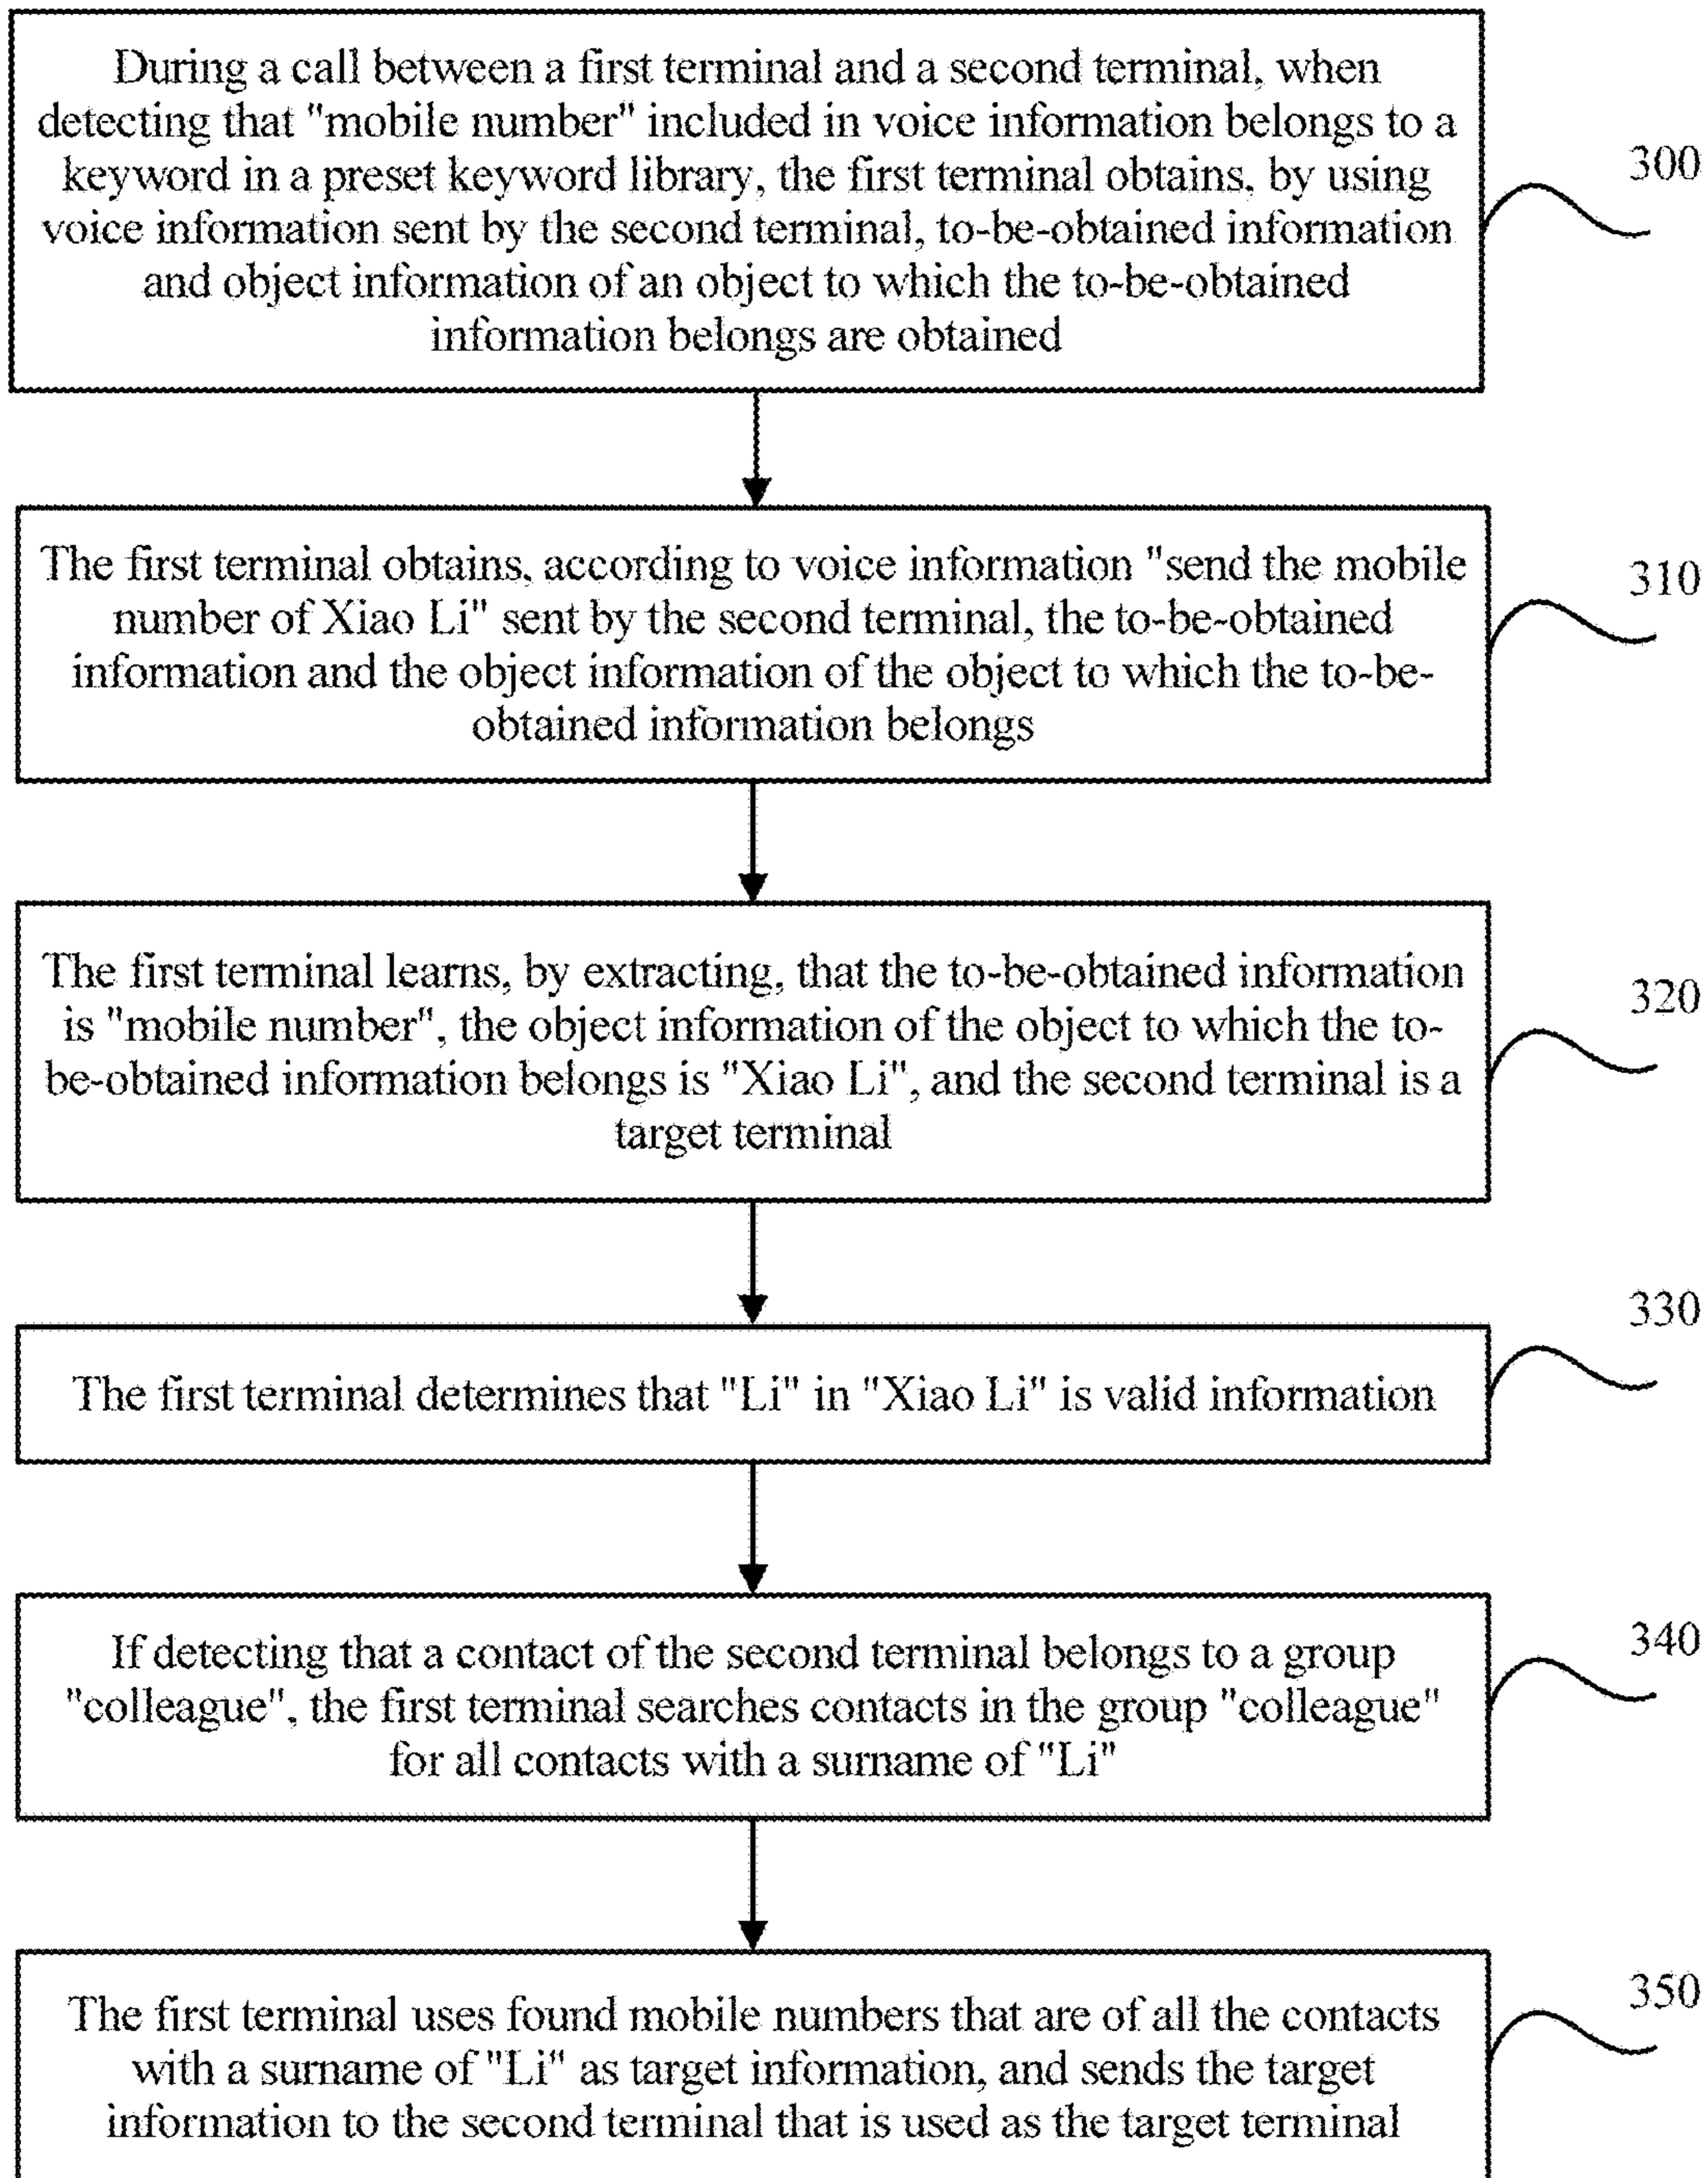 During a call between a first terminal and a second terminal, when
detecting that "mobile number" included in voice information belongs to a
keyword in a preset keyword library, the first terminal obtains, by using
voice information sent by the second terminal, to-be-obtained information
and object information of an object to which the to-be-obtained
information belongs are obtained
300
The first terminal obtains, according to voice information "send the mobile
number of Xiao Li" sent by the second terminal, the to-be-obtained
information and the object information of the object to which the to-be-
obtained information belongs
310
The first terminal learns, by extracting, that the to-be-obtained information
is "mobile number", the object information of the object to which the to-
be-obtained information belongs is "Xiao Li", and the second terminal is a
target terminal
320
The first terminal determines that "Li" in "Xiao Li" is valid information
330
If detecting that a contact of the second terminal belongs to a group
"colleague", the first terminal searches contacts in the group "colleague"
for all contacts with a surname of "Li"
340
The first terminal uses found mobile numbers that are of all the contacts
with a surname of "Li" as target information, and sends the target
information to the second terminal that is used as the target terminal
350